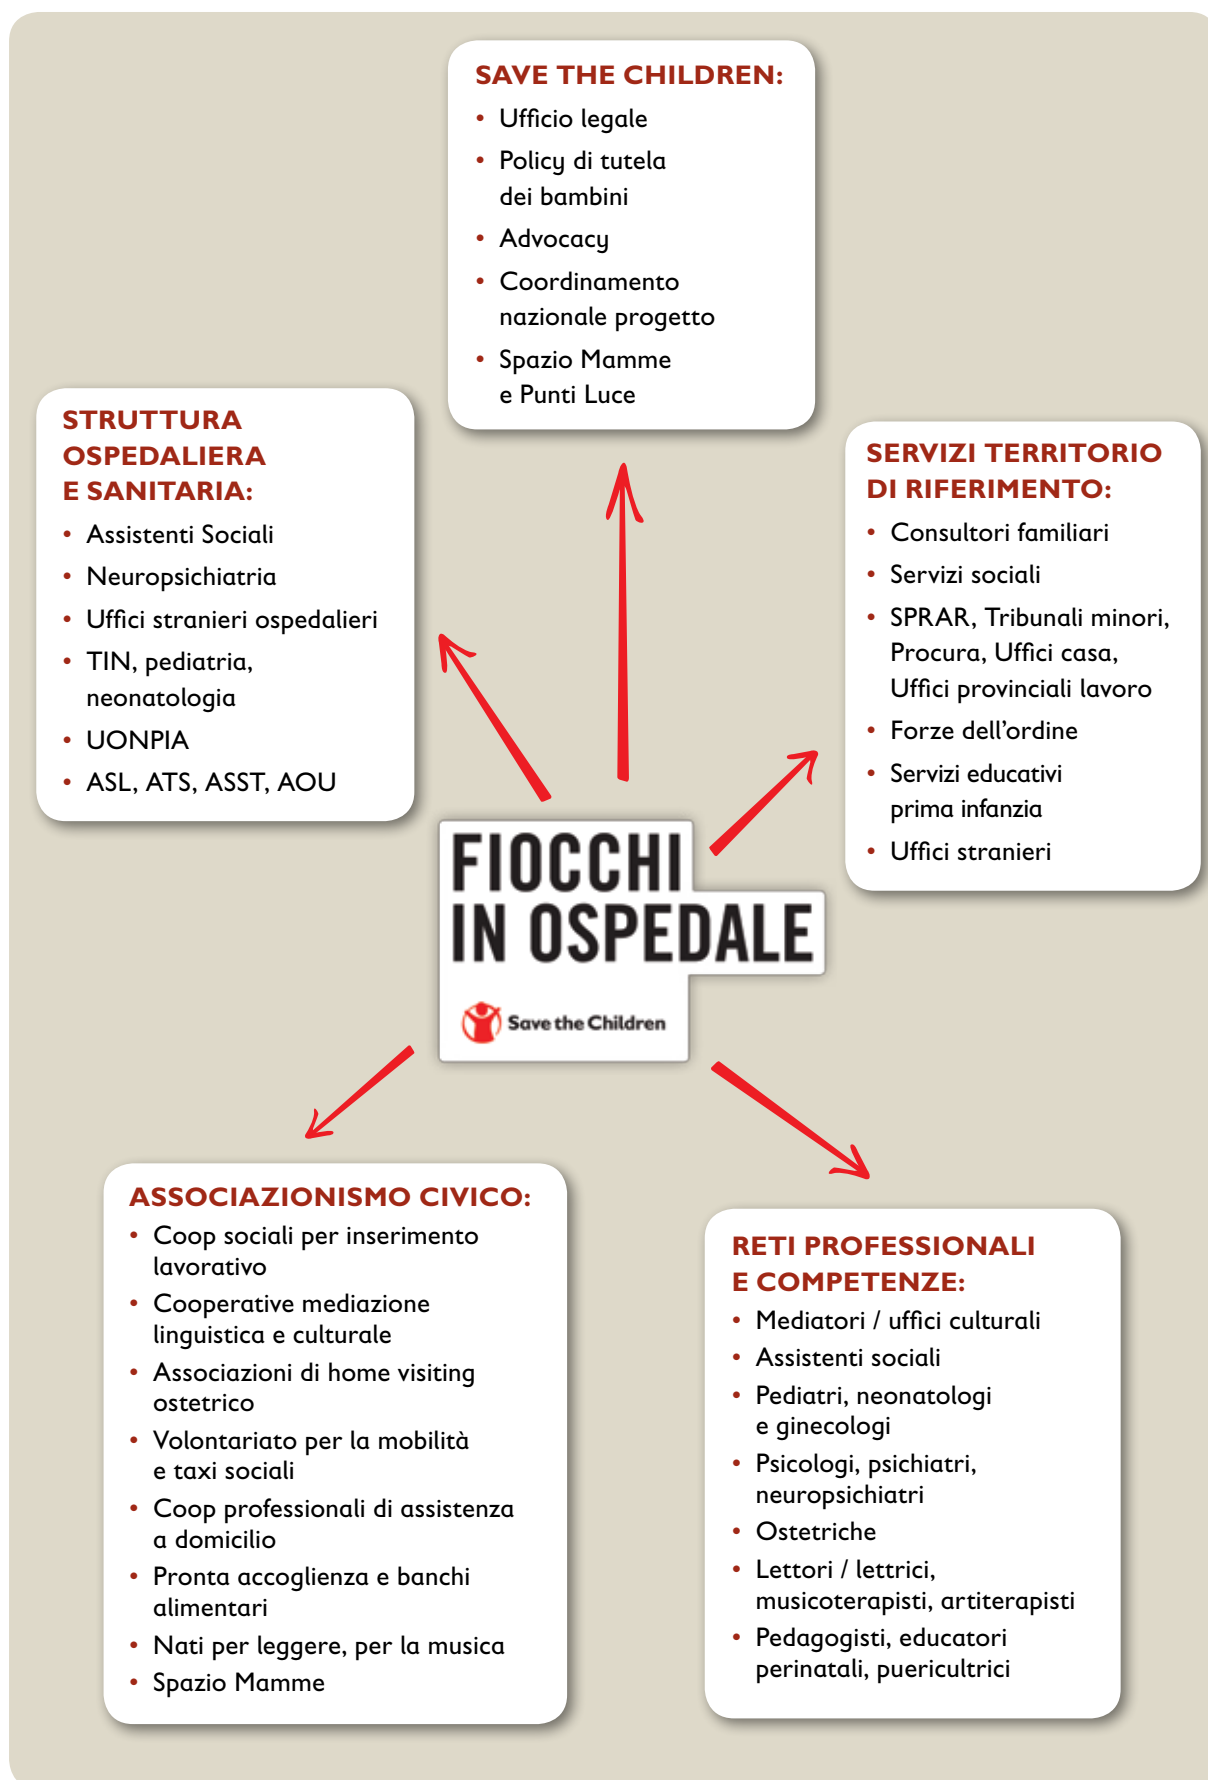 SAVE THE CHILDREN:
• Ufficio legale
• Policy di tutela
dei bambini
• Advocacy
• Coordinamento
nazionale progetto
• Spazio Mamme
e Punti Luce
STRUTTURA
OSPEDALIERA
E SANITARIA:
• Assistenti Sociali
• Neuropsichiatria
• Uffici stranieri ospedalieri
• TIN, pediatria,
neonatologia
• UONPIA
• ASL, ATS, ASST, AOU
SERVIZI TERRITORIO
DI RIFERIMENTO:
• Consultori familiari
• Servizi sociali
• SPRAR, Tribunali minori,
Procura, Uffici casa,
Uffici provinciali lavoro
• Forze dell’ordine
• Servizi educativi
prima infanzia
• Uffici stranieri
FIOCCHI
IN OSPEDALE
Save the Children
ASSOCIAZIONISMO CIVICO:
• Coop sociali per inserimento
lavorativo
• Cooperative mediazione
linguistica e culturale
• Associazioni di home visiting
ostetrico
• Volontariato per la mobilità
e taxi sociali
• Coop professionali di assistenza
a domicilio
• Pronta accoglienza e banchi
alimentari
• Nati per leggere, per la musica
• Spazio Mamme
RETI PROFESSIONALI
E COMPETENZE:
• Mediatori / uffici culturali
• Assistenti sociali
• Pediatri, neonatologi
e ginecologi
• Psicologi, psichiatri,
neuropsichiatri
• Ostetriche
• Lettori / lettrici,
musicoterapisti, artiterapisti
• Pedagogisti, educatori
perinatali, puericultrici